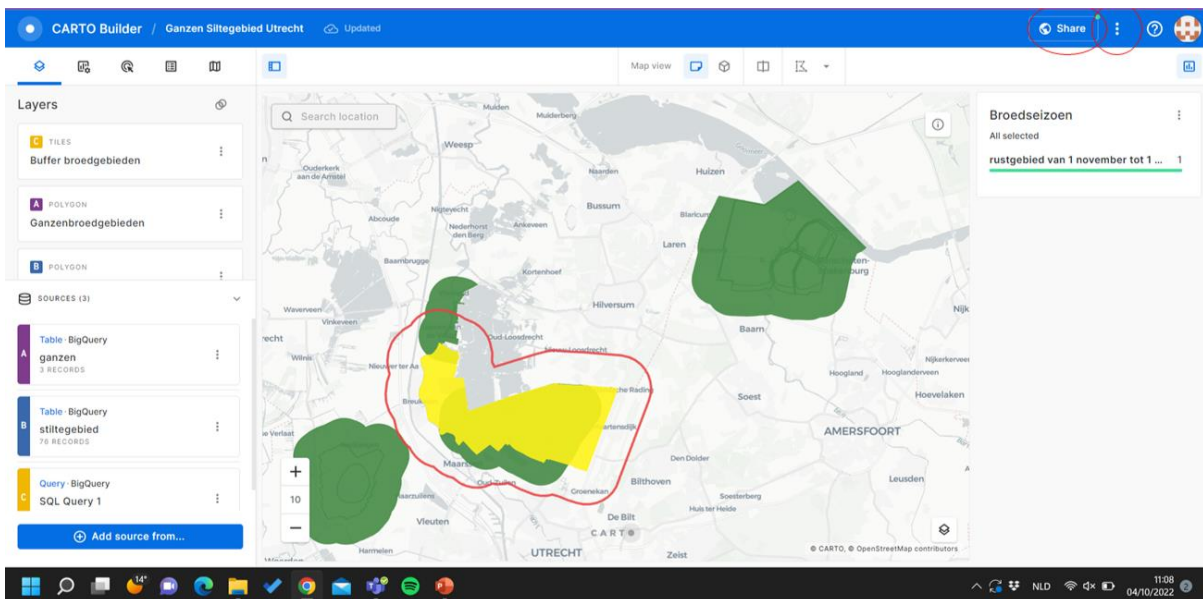 CARTO Builder / Ganzen Siltegebied Utrecht Updated
Share
Map view
Layers
C TILES
Buffer broedgebieden
A POLYGON
Ganzenbroedgebieden
B POLYGON
SOURCES (3)
A
Table · BigQuery
ganzen
3 RECORDS
B
Table · BigQuery
stiltegebied
76 RECORDS
C
Query · BigQuery
SQL Query 1
Add source from...
Search location
Muiden
Muiderberg
Weesp
Ouderkerk
aan de Amstel
Naarden
Huizen
Bussum
Abcoude
Nigtevecht
Nederhorst
den Berg
Ankeveen
Blaricum
Laren
Baambrugge
Kortenhoef
Hilversum
Waverveen
Vinkeveen
Oud-Loosdrecht
Baarn
Nijk
Wilnis
Nieuwer ter Aa
Nijkerkerveen
Hoogland
Hooglanderveen
Hoevelaken
Soest
AMERSFOORT
Den Dolder
Leusden
Bilthoven
Groenekan
Soesterberg
Huis ter Heide
De Bilt
Vleuten
Harmelen
UTRECHT
Zeist
+
10
−
CARTO
© CARTO, © OpenStreetMap contributors
Broedseizoen
All selected
rustgebied van 1 november tot 1 ... 1
14°
NLD
11:08
04/10/2022
2